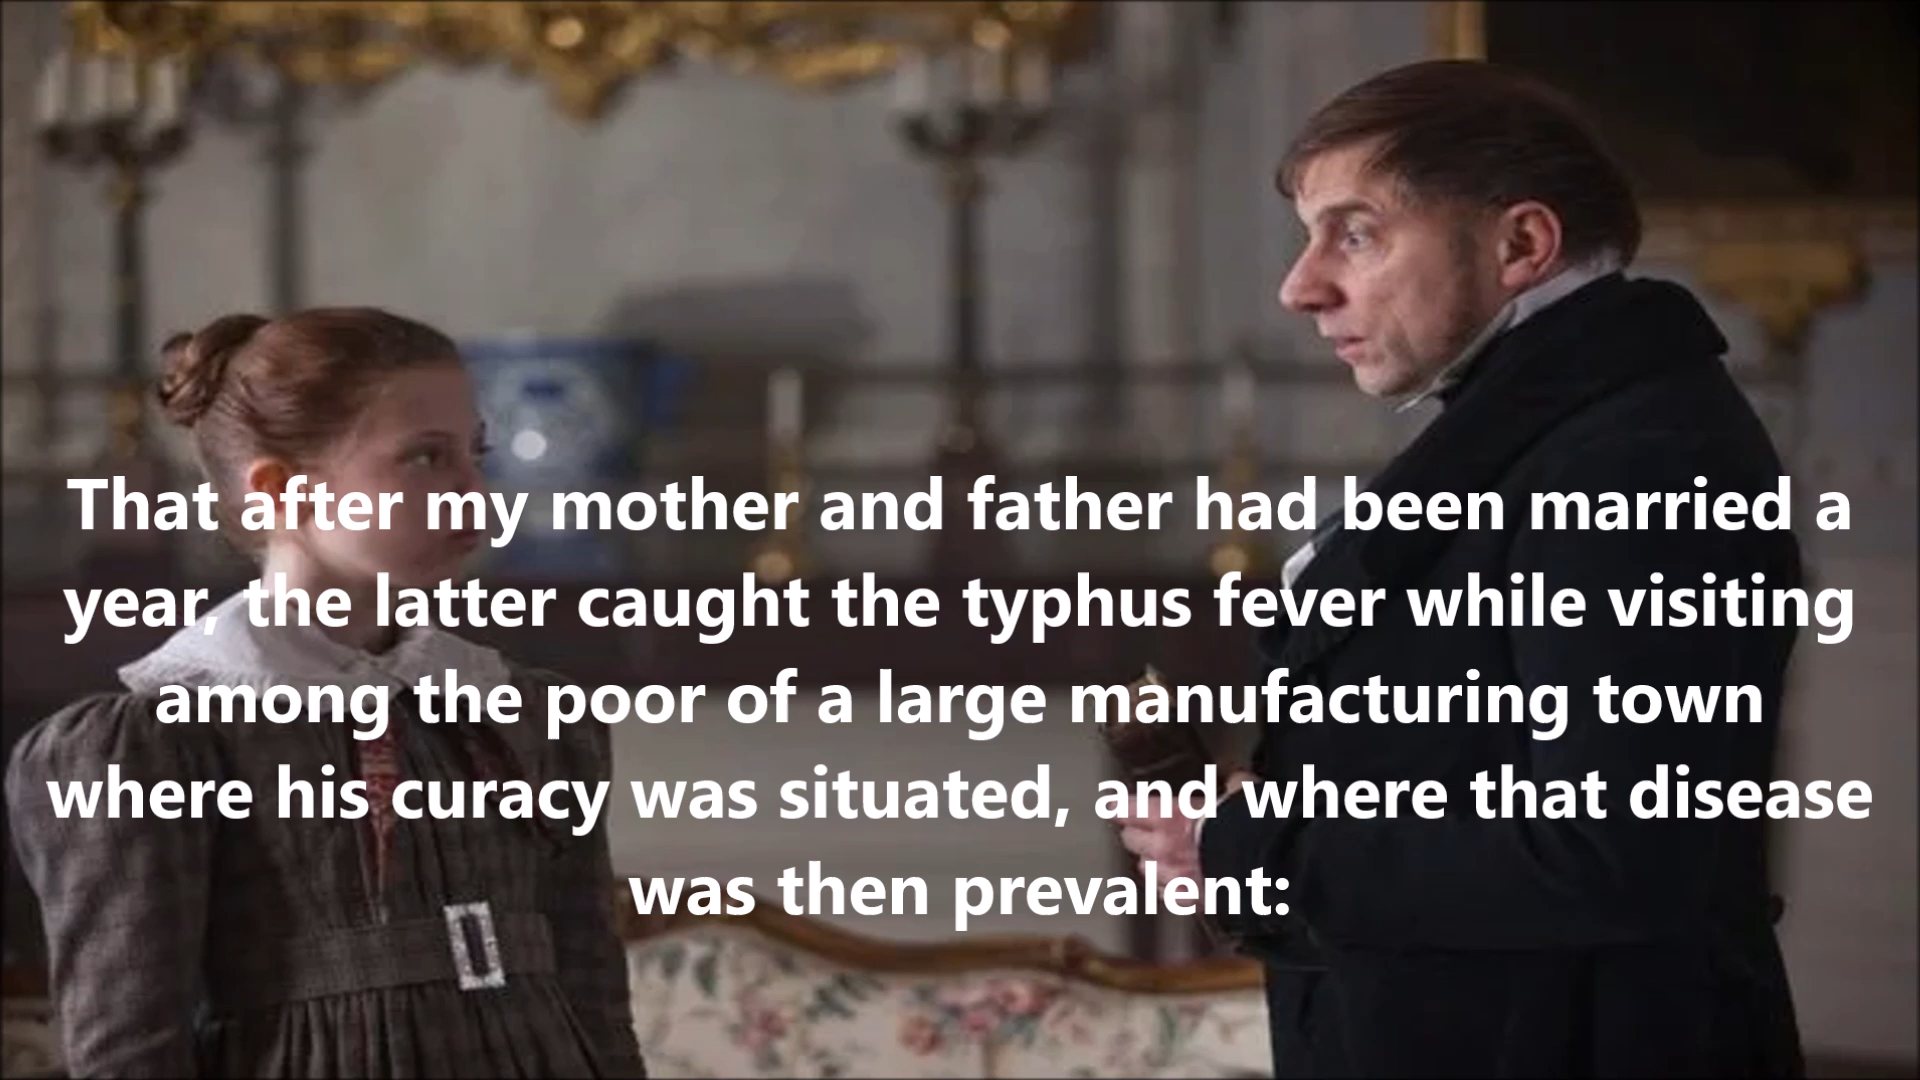 That after my mother and father had been married a
year, the latter caught the typhus fever while visiting
among the poor of a large manufacturing town
where his curacy was situated, and where that disease
was then prevalent: